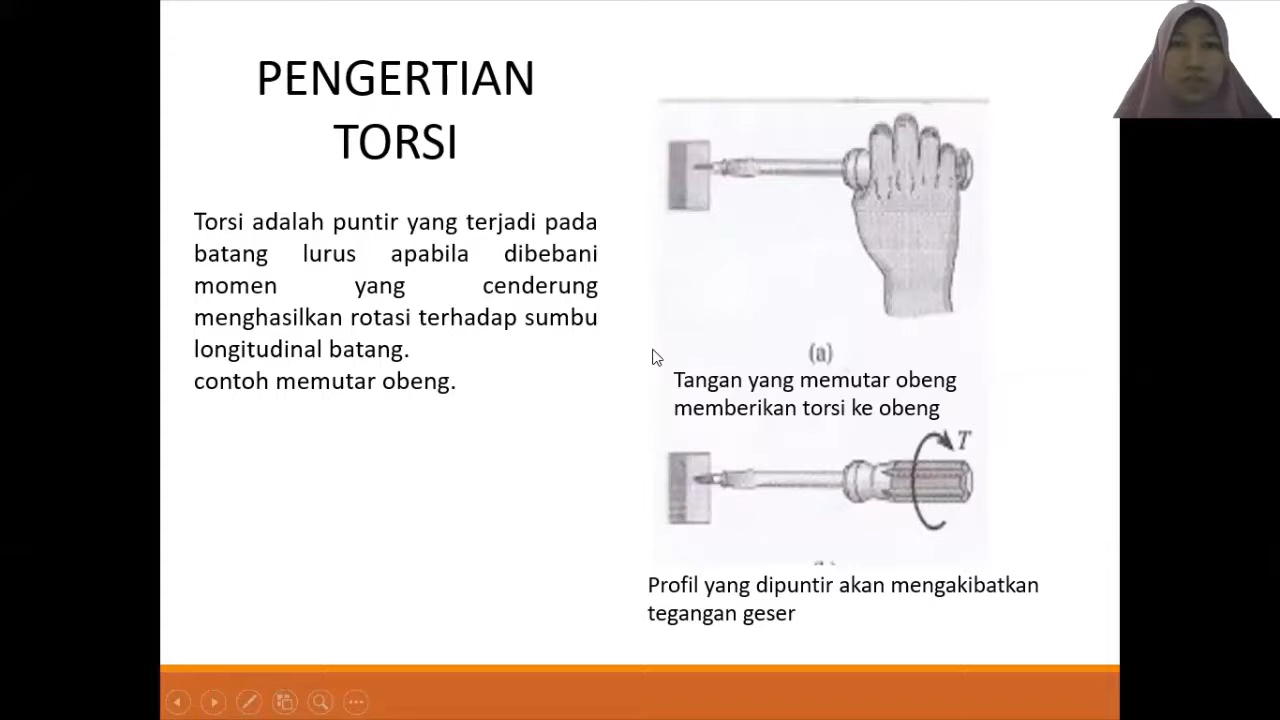 PENGERTIAN
TORSI
Torsi adalah puntir yang terjadi pada
batang lurus apabila dibebani
momen yang cenderung
menghasilkan rotasi terhadap sumbu
longitudinal batang.
contoh memutar obeng.
(a)
Tangan yang memutar obeng
memberikan torsi ke obeng
T
Profil yang dipuntir akan mengakibatkan
tegangan geser